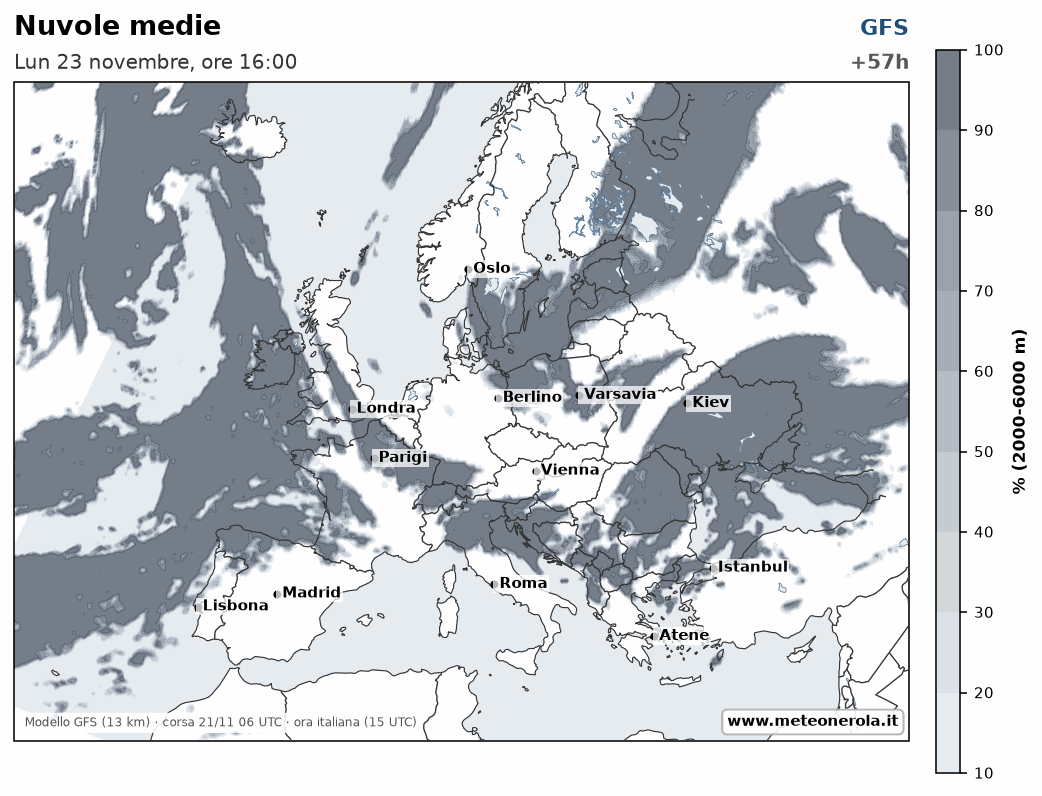 Nuvole medie
GFS
Lun 23 novembre, ore 16:00
+57h
100
90
80
70
60
50
40
30
20
10
% (2000-6000 m)
Oslo
Londra
Berlino
Varsavia
Kiev
Parigi
Vienna
Istanbul
Roma
Madrid
Lisbona
Atene
Modello GFS (13 km) · corsa 21/11 06 UTC · ora italiana (15 UTC)
www.meteonerola.it